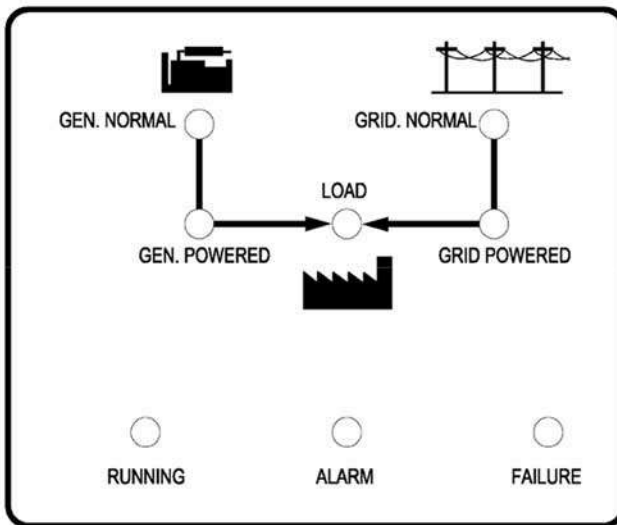 GEN. NORMAL
GRID. NORMAL
LOAD
GEN. POWERED
GRID POWERED
RUNNING
ALARM
FAILURE